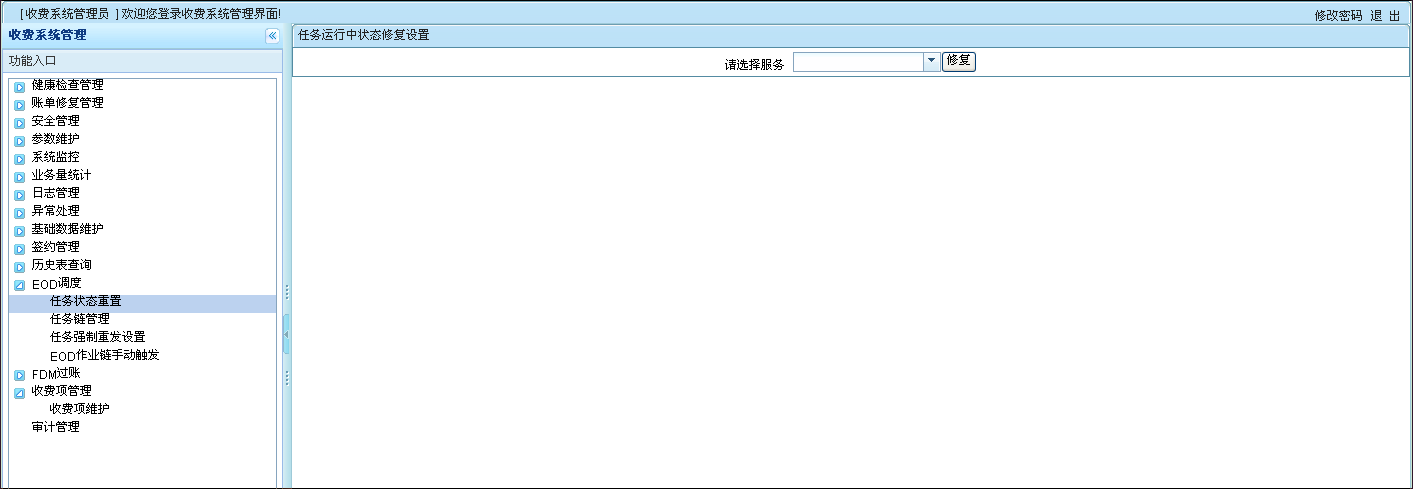 [ 收费系统管理员 ] 欢迎您登录收费系统管理界面!
修改密码 退 出
收费系统管理
功能入口
健康检查管理
账单修复管理
安全管理
参数维护
系统监控
业务量统计
日志管理
异常处理
基础数据维护
签约管理
历史表查询
EOD调度
任务状态重置
任务链管理
任务强制重发设置
EOD作业链手动触发
FDM过账
收费项管理
收费项维护
审计管理
任务运行中状态修复设置
请选择服务
修复